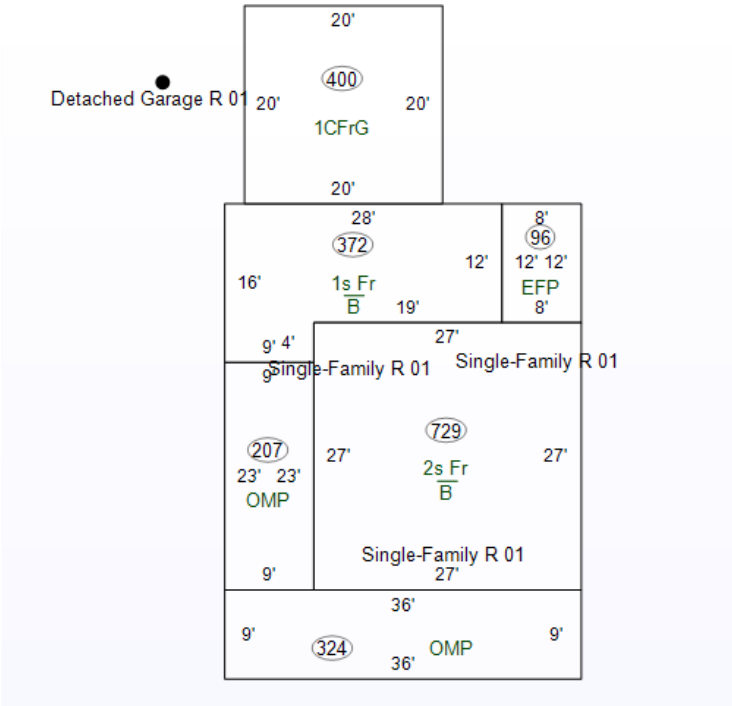 20'
400
Detached Garage R 01
20'
20'
1CFrG
20'
28'
8'
372
96
12'
12' 12'
16'
1s Fr
B
EFP
19'
8'
9' 4'
27'
9'
Single-Family R 01
Single-Family R 01
729
207
27'
27'
23' 23'
2s Fr
B
OMP
Single-Family R 01
9'
27'
36'
9'
9'
324
OMP
36'